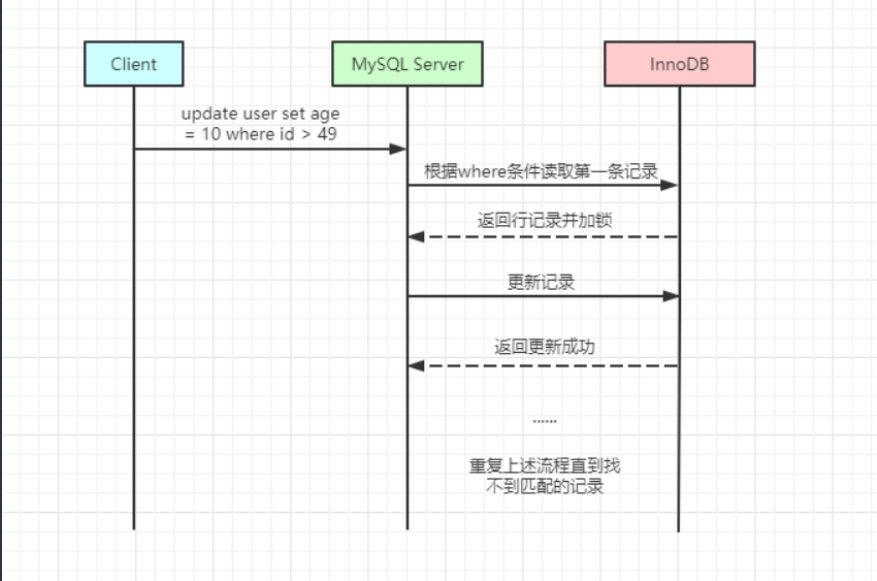 Client
MySQL Server
InnoDB
update user set age
= 10 where id > 49
根据where条件读取第一条记录
返回行记录并加锁
更新记录
返回更新成功
......
重复上述流程直到找
不到匹配的记录